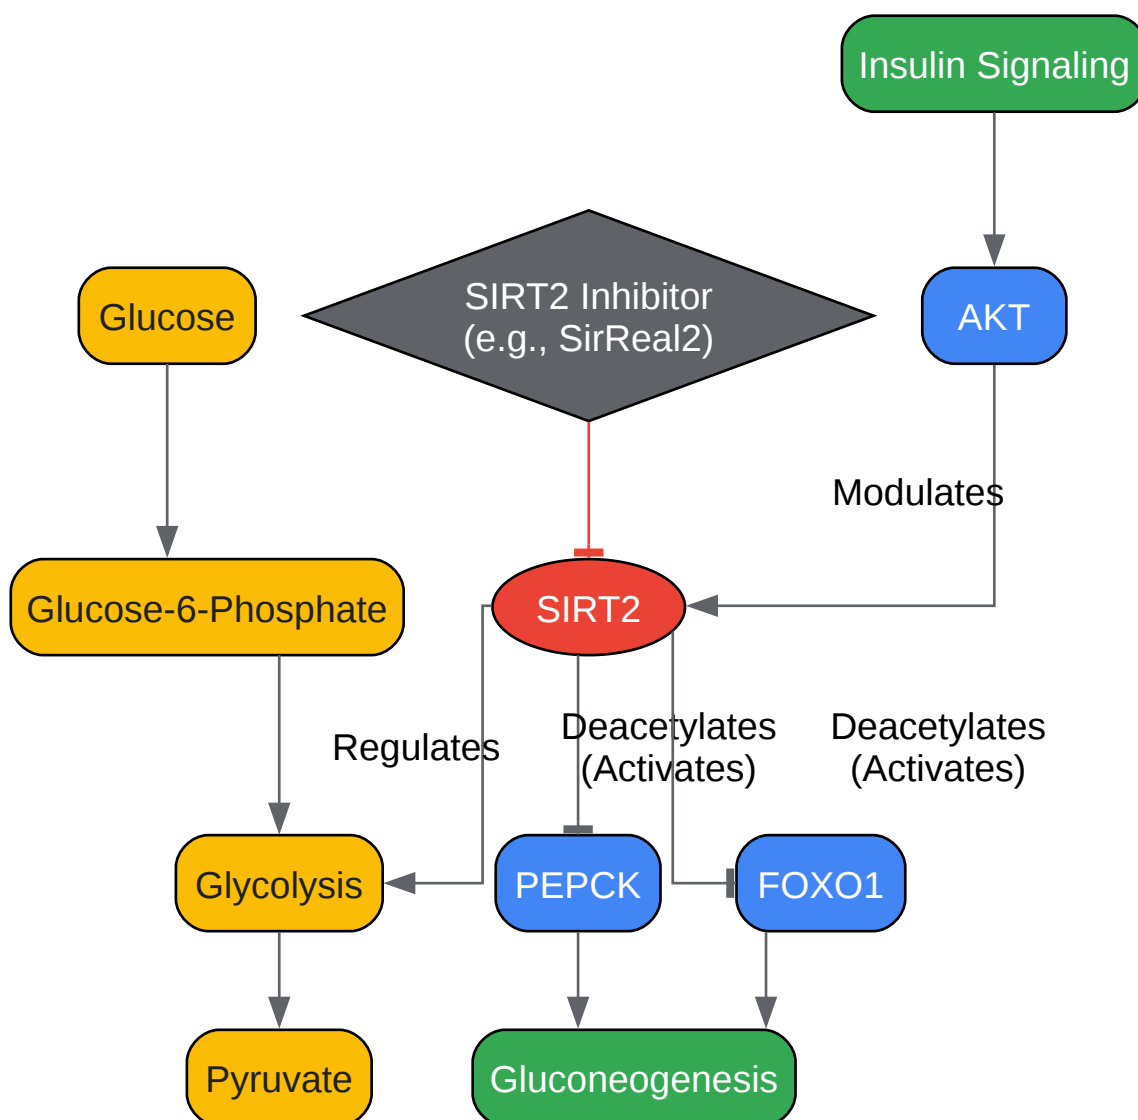 Insulin Signaling
SIRT2 Inhibitor
(e.g., SirReal2)
Glucose
AKT
Modulates
Glucose-6-Phosphate
SIRT2
Regulates
Deacetylates
(Activates)
Deacetylates
(Activates)
Glycolysis
PEPCK
FOXO1
Pyruvate
Gluconeogenesis